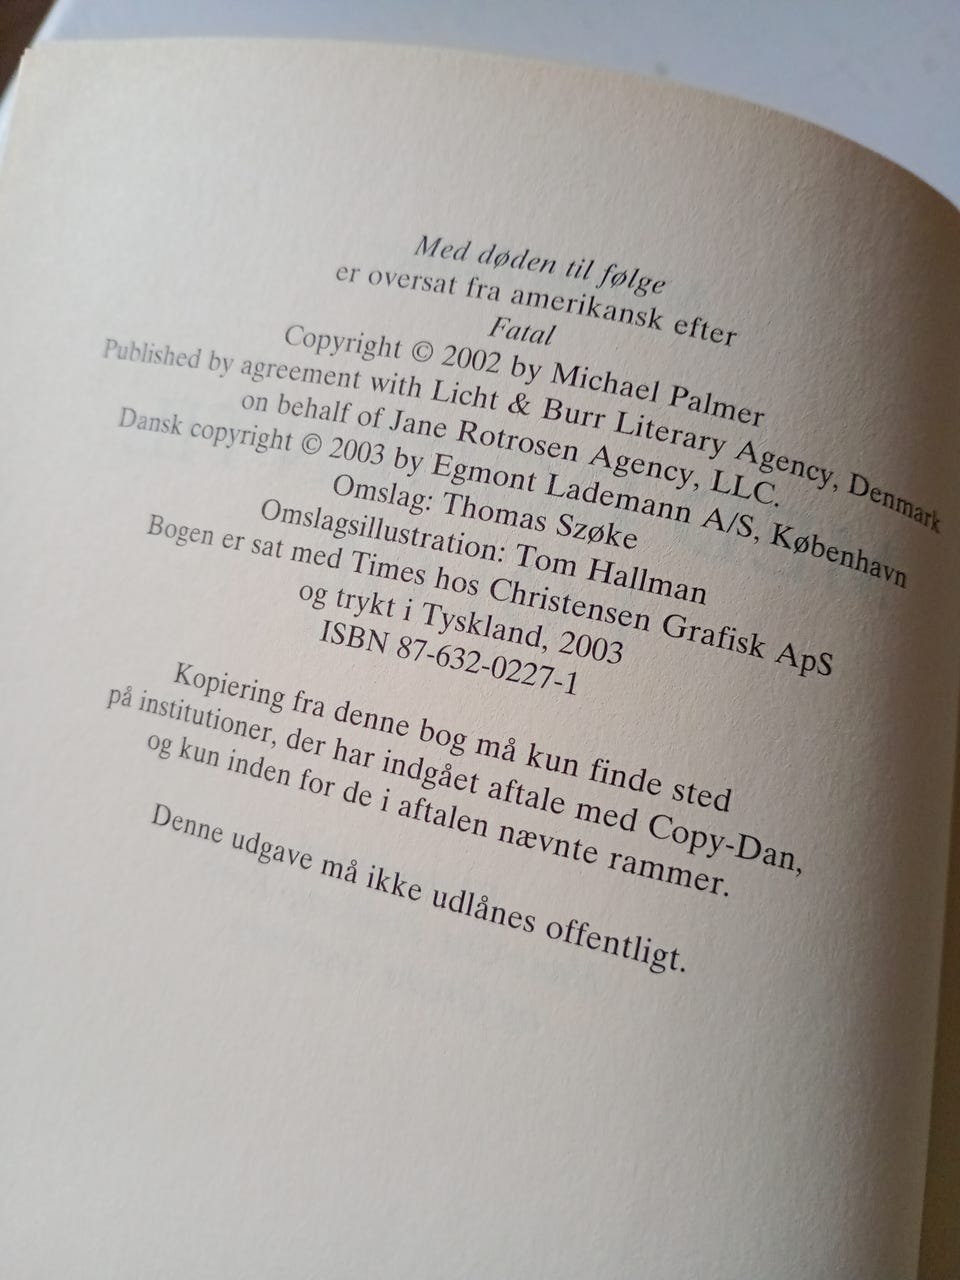 Med døden til følge
er oversat fra amerikansk efter
Fatal
Copyright © 2002 by Michael Palmer
Published by agreement with Licht & Burr Literary Agency, Denmark
on behalf of Jane Rotrosen Agency, LLC.
Dansk copyright © 2003 by Egmont Lademann A/S, København
Omslag: Thomas Szøke
Omslagsillustration: Tom Hallman
Bogen er sat med Times hos Christensen Grafisk ApS
og trykt i Tyskland, 2003
ISBN 87-632-0227-1
Kopiering fra denne bog må kun finde sted
på institutioner, der har indgået aftale med Copy-Dan,
og kun inden for de i aftalen nævnte rammer.
Denne udgave må ikke udlånes offentligt.